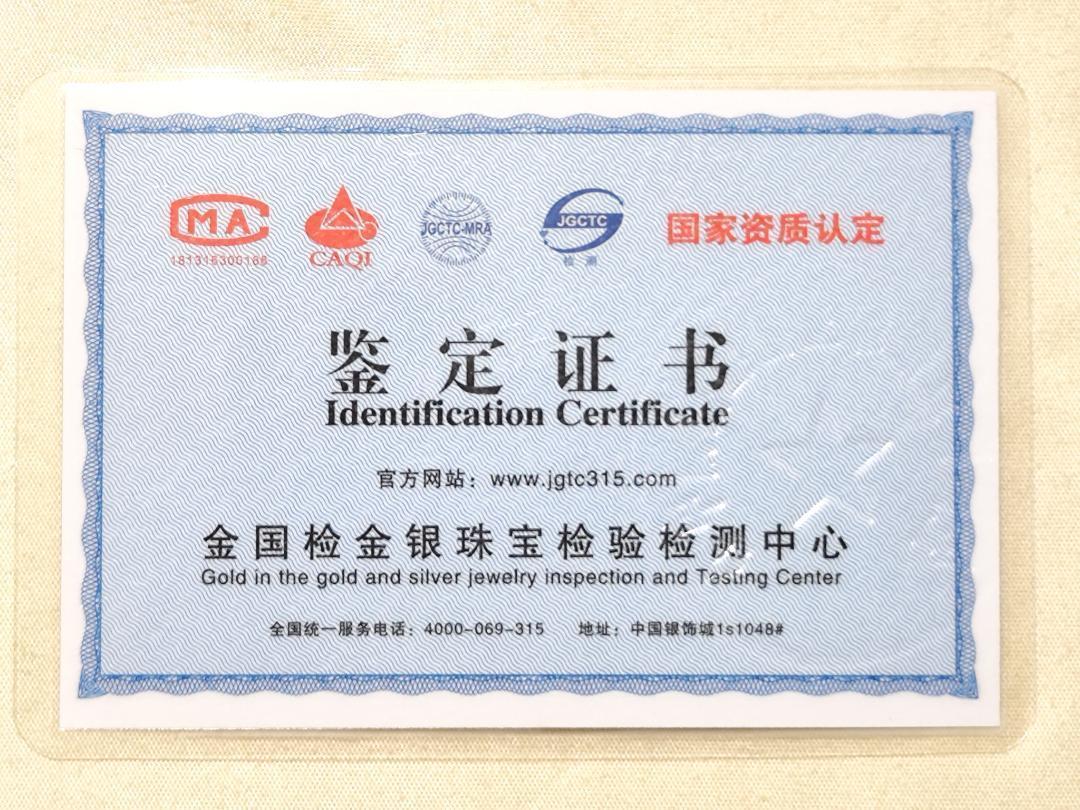 MA CAQI JGCTC-MRA JGCTC 国家资质认定
181316300166 检测
鉴定证书
Identification Certificate
官方网站：www.jgtc315.com
金国检金银珠宝检验检测中心
Gold in the gold and silver jewelry inspection and Testing Center
全国统一服务电话：4000-069-315 地址：中国银饰城1s1048#